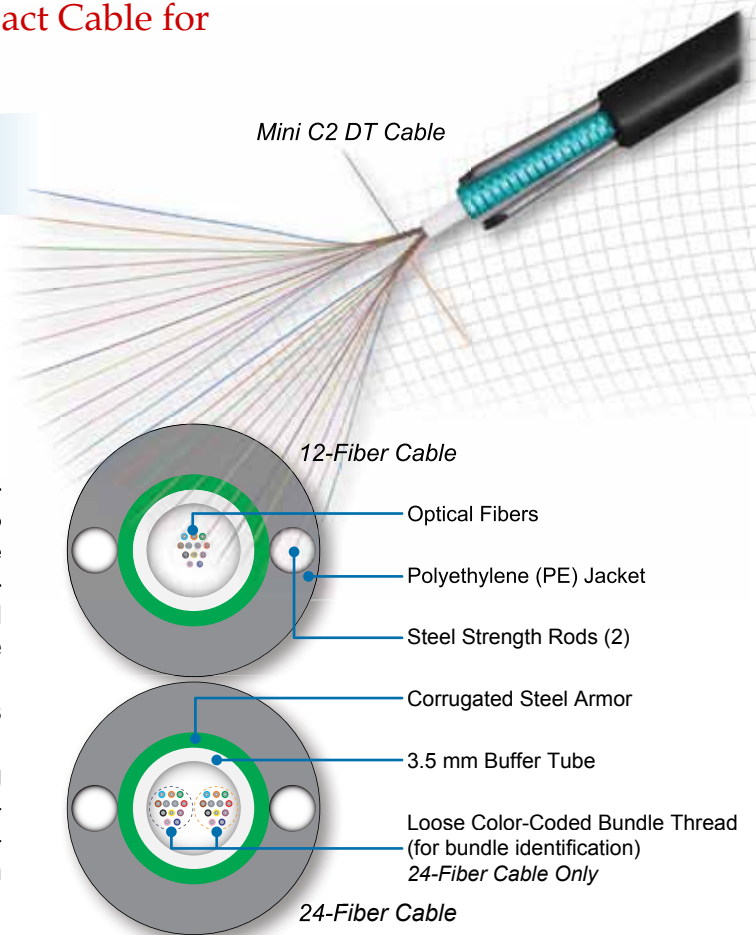 act Cable for
Mini C2 DT Cable
12-Fiber Cable
Optical Fibers
Polyethylene (PE) Jacket
Steel Strength Rods (2)
Corrugated Steel Armor
3.5 mm Buffer Tube
Loose Color-Coded Bundle Thread
(for bundle identification)
24-Fiber Cable Only
24-Fiber Cable